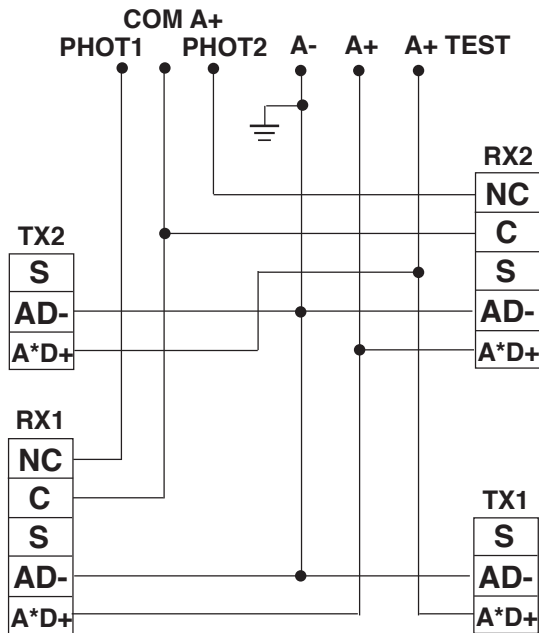 COM A+
PHOT1 PHOT2 A- A+ A+ TEST
RX2
NC
C
S
AD-
A*D+
TX2
S
AD-
A*D+
RX1
NC
C
S
AD-
A*D+
TX1
S
AD-
A*D+